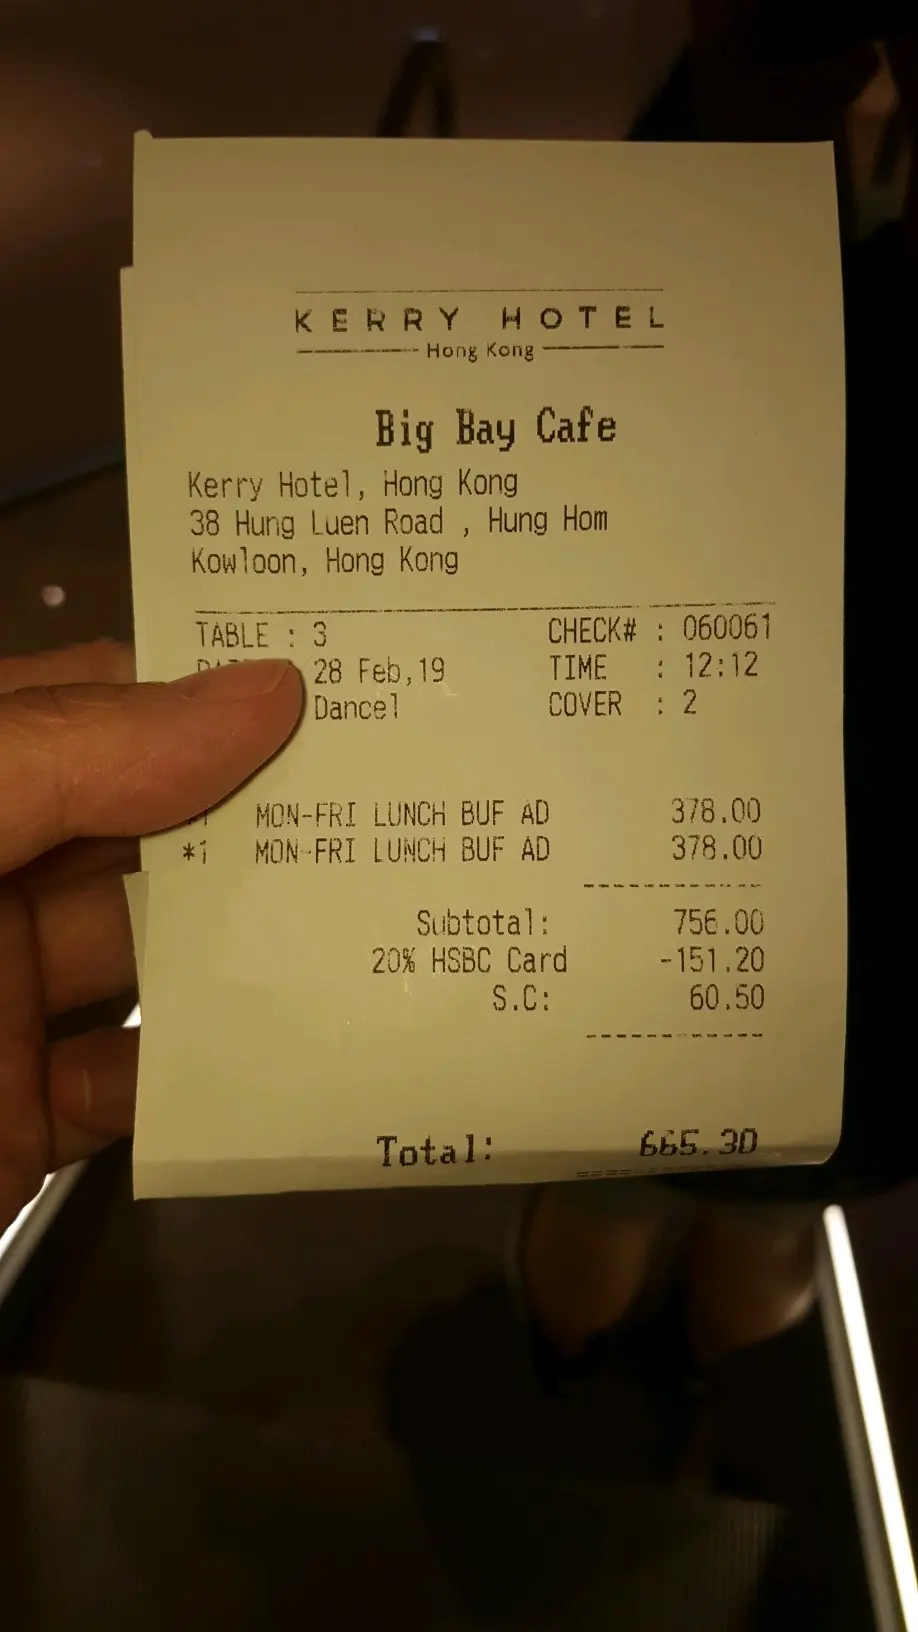 KERRY HOTEL
Hong Kong
Big Bay Cafe
Kerry Hotel, Hong Kong
38 Hung Luen Road , Hung Hom
Kowloon, Hong Kong
TABLE : 3 CHECK# : 060061
28 Feb,19 TIME : 12:12
Dancel COVER : 2
MON-FRI LUNCH BUF AD 378.00
*1 MON-FRI LUNCH BUF AD 378.00
Subtotal: 756.00
20% HSBC Card -151.20
S.C: 60.50
Total: 665.30